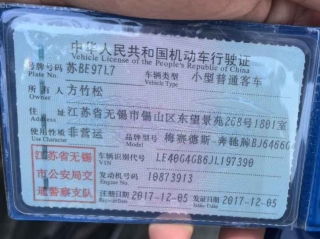 中华人民共和国机动车行驶证
Vehicle License of the People's Republic of China
号牌号码 苏BE97L7 车辆类型 小型普通客车
Plate No. Vehicle Type
所有人 方竹松
Owner
住址 江苏省无锡市锡山区东望景苑268号1801室
Address
使用性质 非营运 品牌型号 梅赛德斯-奔驰牌
Use Character Model
江苏省无锡
市公安局交
通警察支队
车辆识别代号 LE40G4GB6JL197390
VIN
发动机号码 10873913
Engine No.
注册日期 2017-12-05 发证日期 2017-12-05
Register Date Issue Date